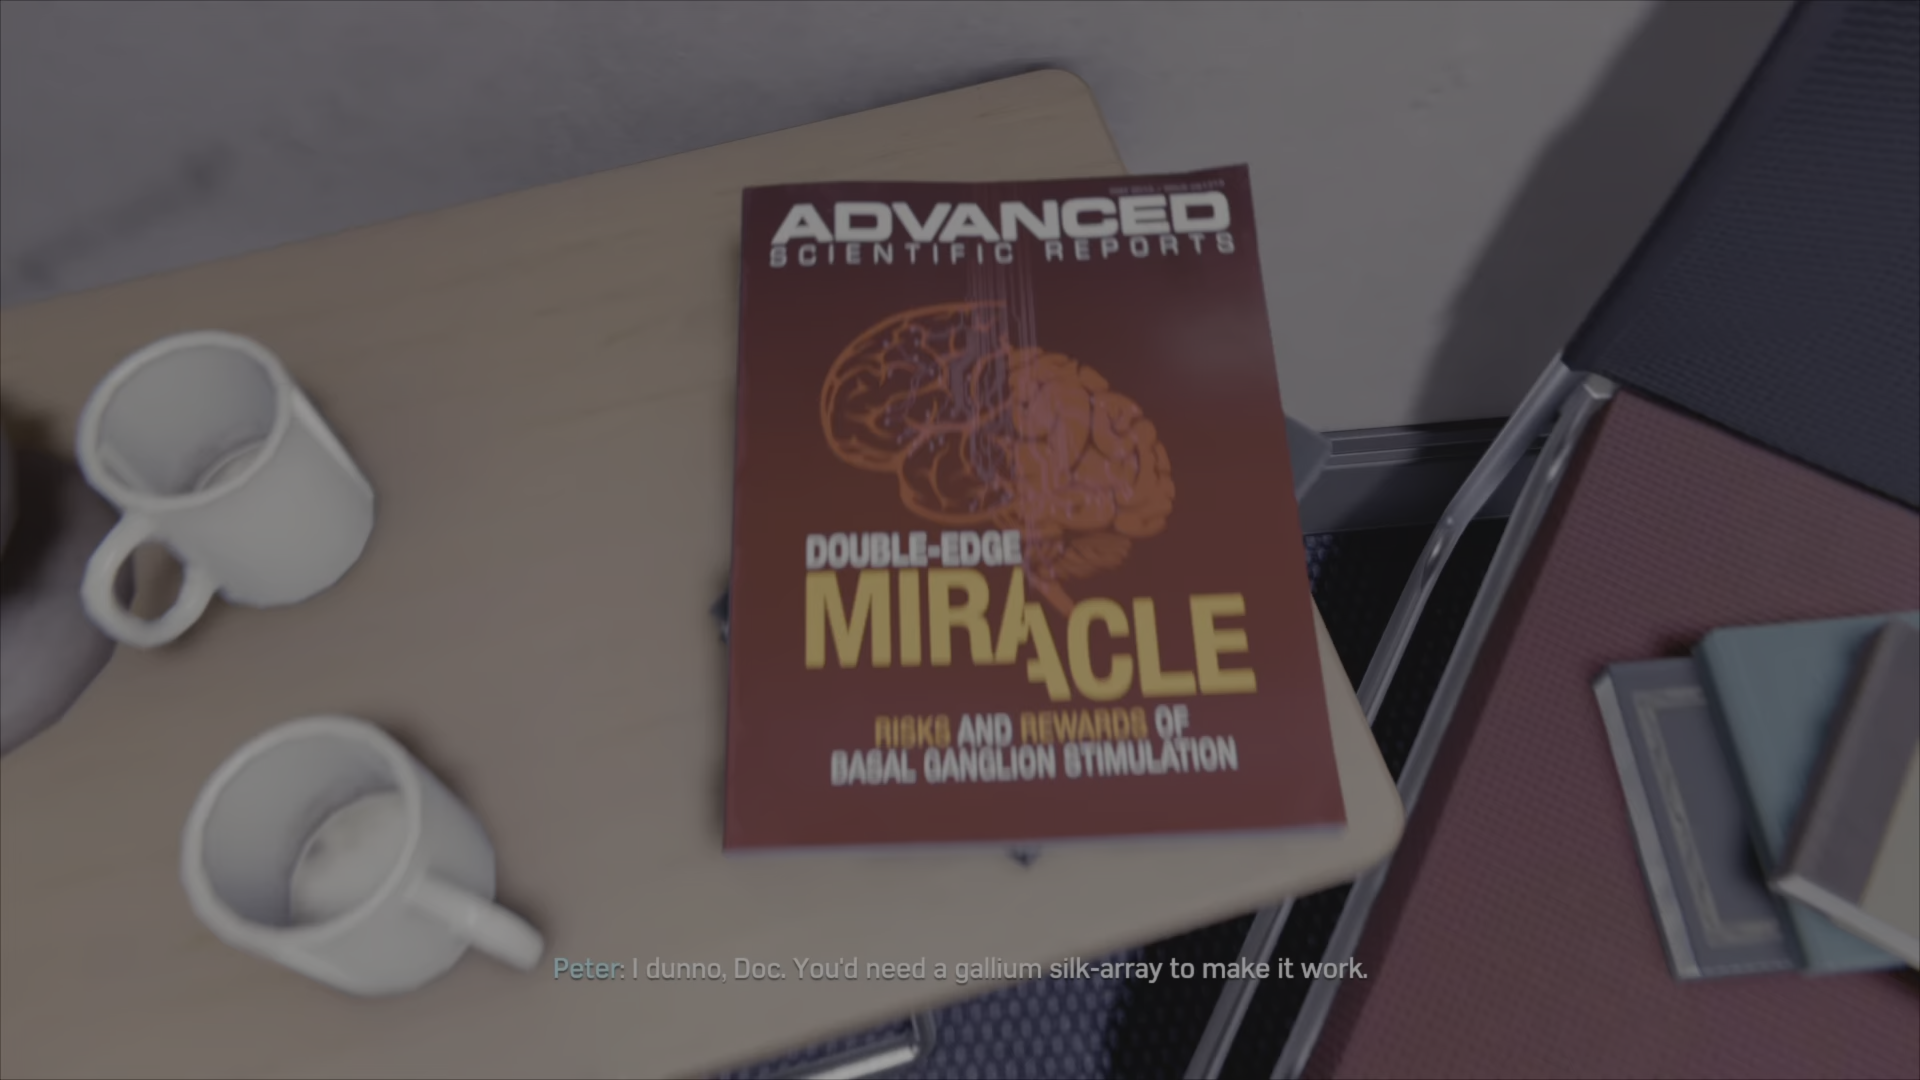 ADVANCED
SCIENTIFIC REPORTS
DOUBLE-EDGE
MIRACLE
RISKS AND REWARDS OF
BASAL GANGLION STIMULATION
Peter: I dunno, Doc. You'd need a gallium silk-array to make it work.